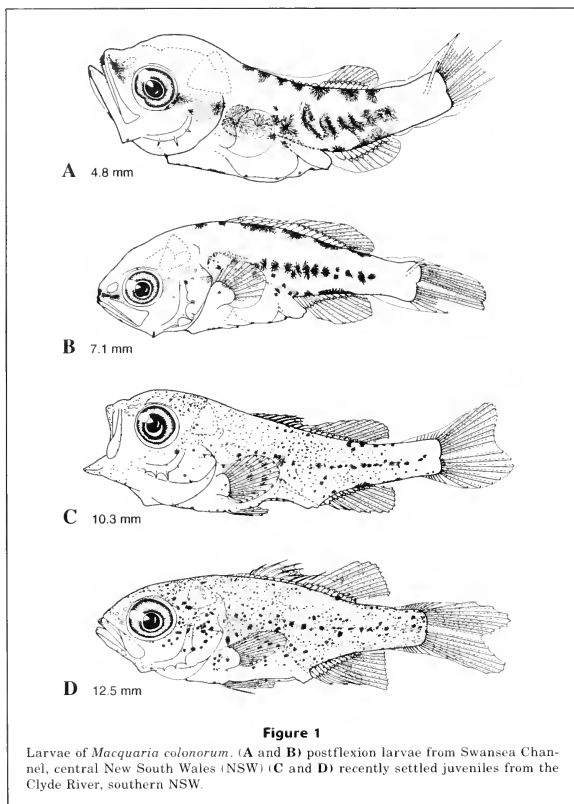 A 4.8 mm
B 7.1 mm
C 10.3 mm
D 12.5 mm
Figure 1
Larvae of Macquaria colonorum. (A and B) postflexion larvae from Swansea Chan-
nel, central New South Wales (NSW) (C and D) recently settled juveniles from the
Clyde River, southern NSW.